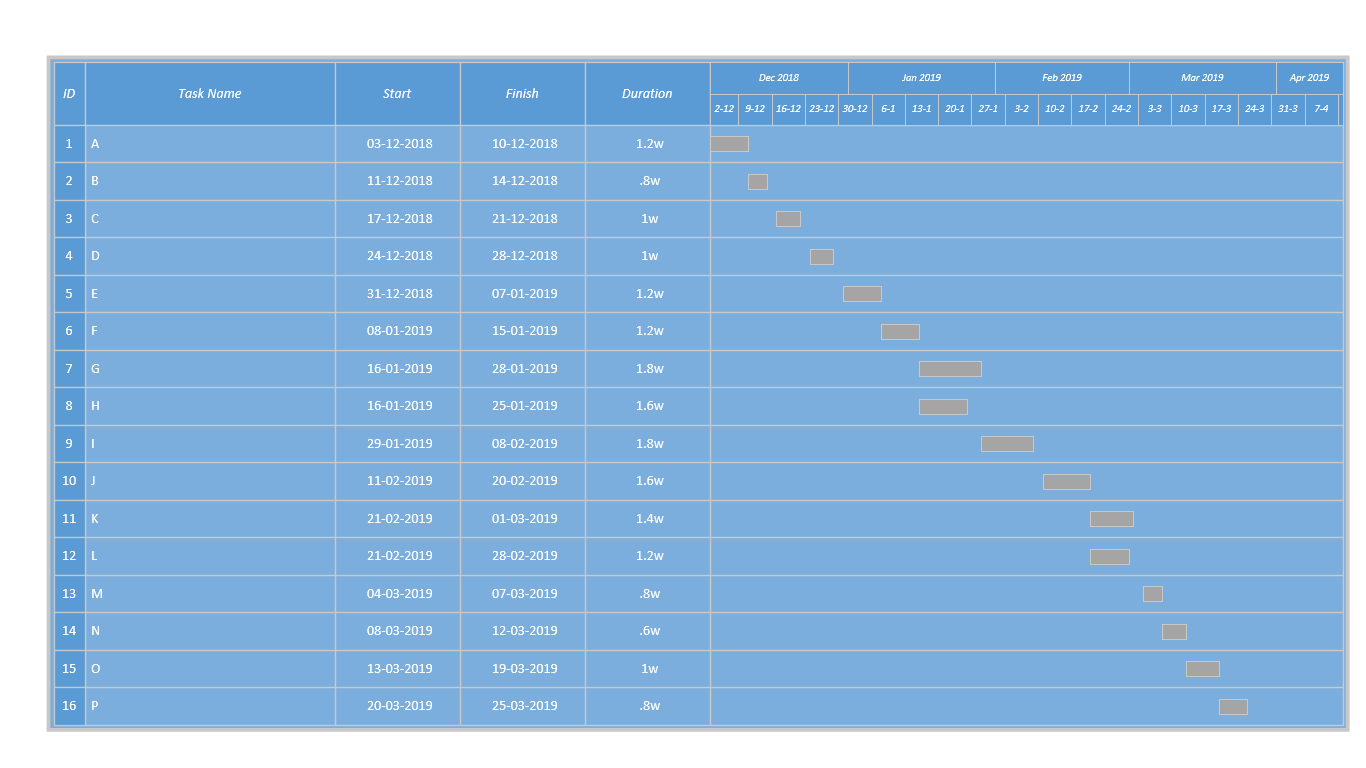 ID Task Name Start Finish Duration Dec 2018 Jan 2019 Feb 2019 Mar 2019 Apr 2019
2-12 9-12 16-12 23-12 30-12 6-1 13-1 20-1 27-1 3-2 10-2 17-2 24-2 3-3 10-3 17-3 24-3 31-3 7-4
1 A 03-12-2018 10-12-2018 1.2w
2 B 11-12-2018 14-12-2018 .8w
3 C 17-12-2018 21-12-2018 1w
4 D 24-12-2018 28-12-2018 1w
5 E 31-12-2018 07-01-2019 1.2w
6 F 08-01-2019 15-01-2019 1.2w
7 G 16-01-2019 28-01-2019 1.8w
8 H 16-01-2019 25-01-2019 1.6w
9 I 29-01-2019 08-02-2019 1.8w
10 J 11-02-2019 20-02-2019 1.6w
11 K 21-02-2019 01-03-2019 1.4w
12 L 21-02-2019 28-02-2019 1.2w
13 M 04-03-2019 07-03-2019 .8w
14 N 08-03-2019 12-03-2019 .6w
15 O 13-03-2019 19-03-2019 1w
16 P 20-03-2019 25-03-2019 .8w